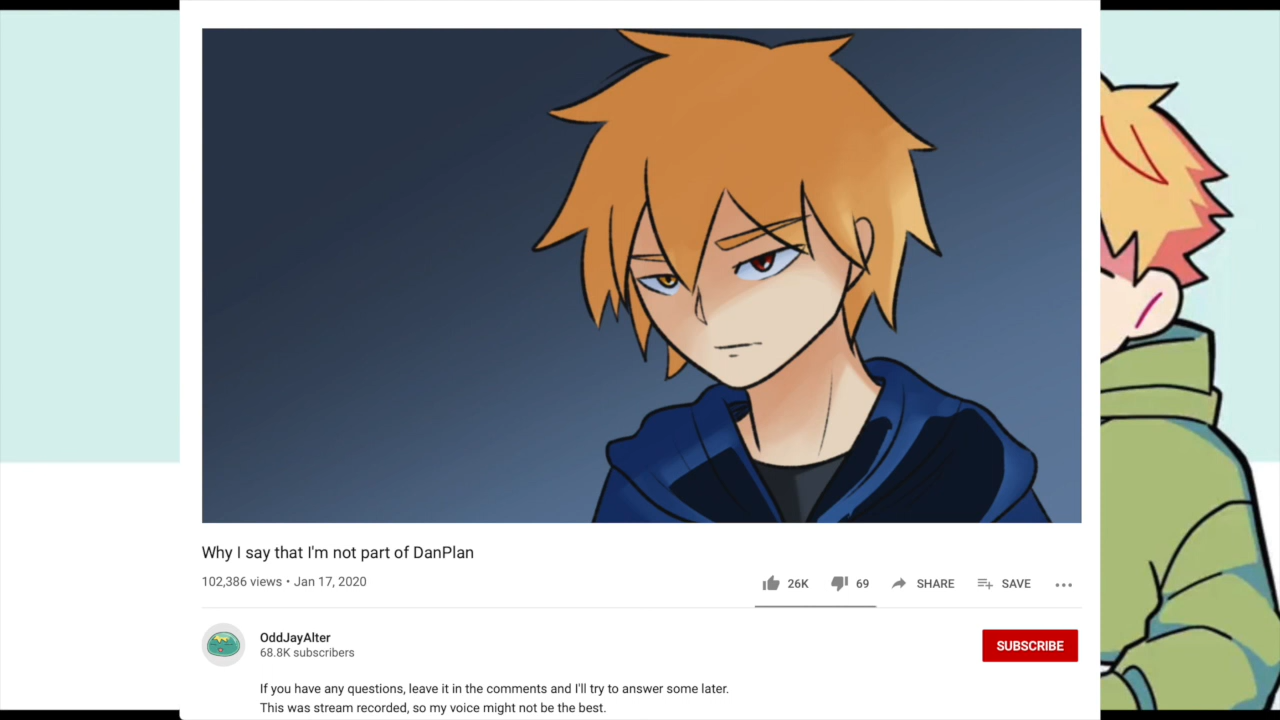 Why I say that I'm not part of DanPlan
102,386 views • Jan 17, 2020
26K 69 SHARE SAVE
OddJayAlter
68.8K subscribers
SUBSCRIBE
If you have any questions, leave it in the comments and I'll try to answer some later.
This was stream recorded, so my voice might not be the best.